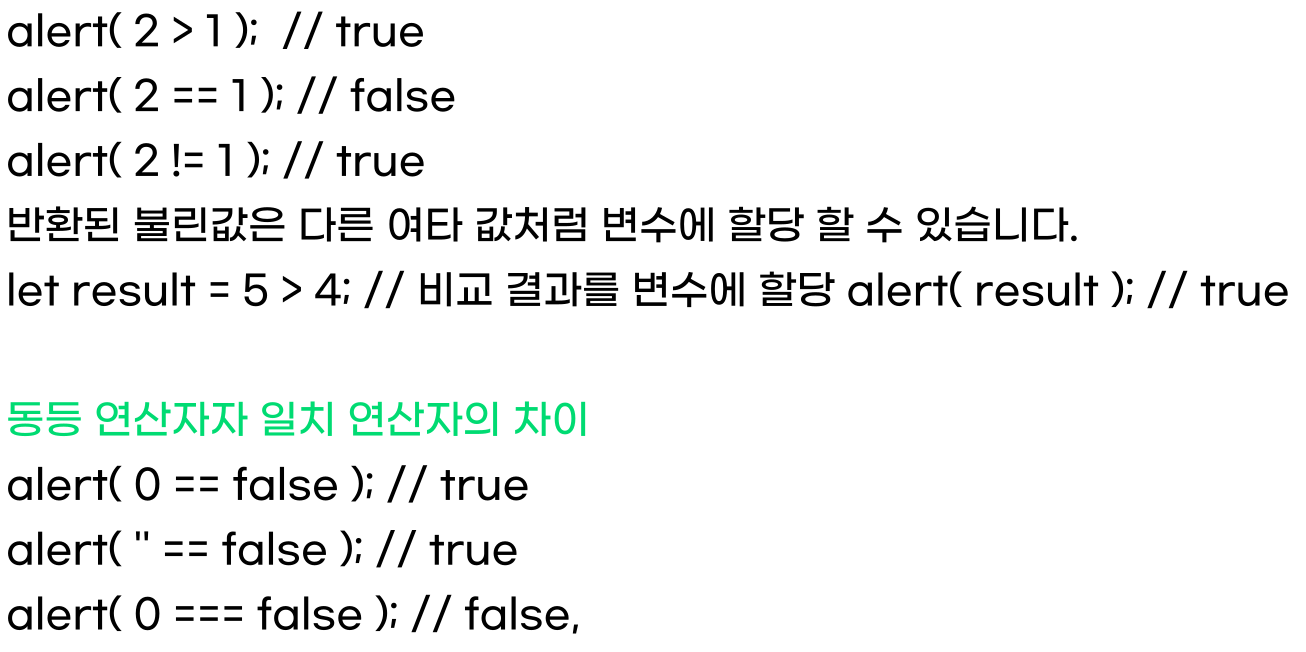 alert( 2 > 1 );  // true
alert( 2 == 1 ); // false
alert( 2 != 1 ); // true
반환된 불린값은 다른 여타 값처럼 변수에 할당 할 수 있습니다.
let result = 5 > 4; // 비교 결과를 변수에 할당 alert( result ); // true
동등 연산자자 일치 연산자의 차이
alert( 0 == false ); // true
alert( '' == false ); // true
alert( 0 === false ); // false,